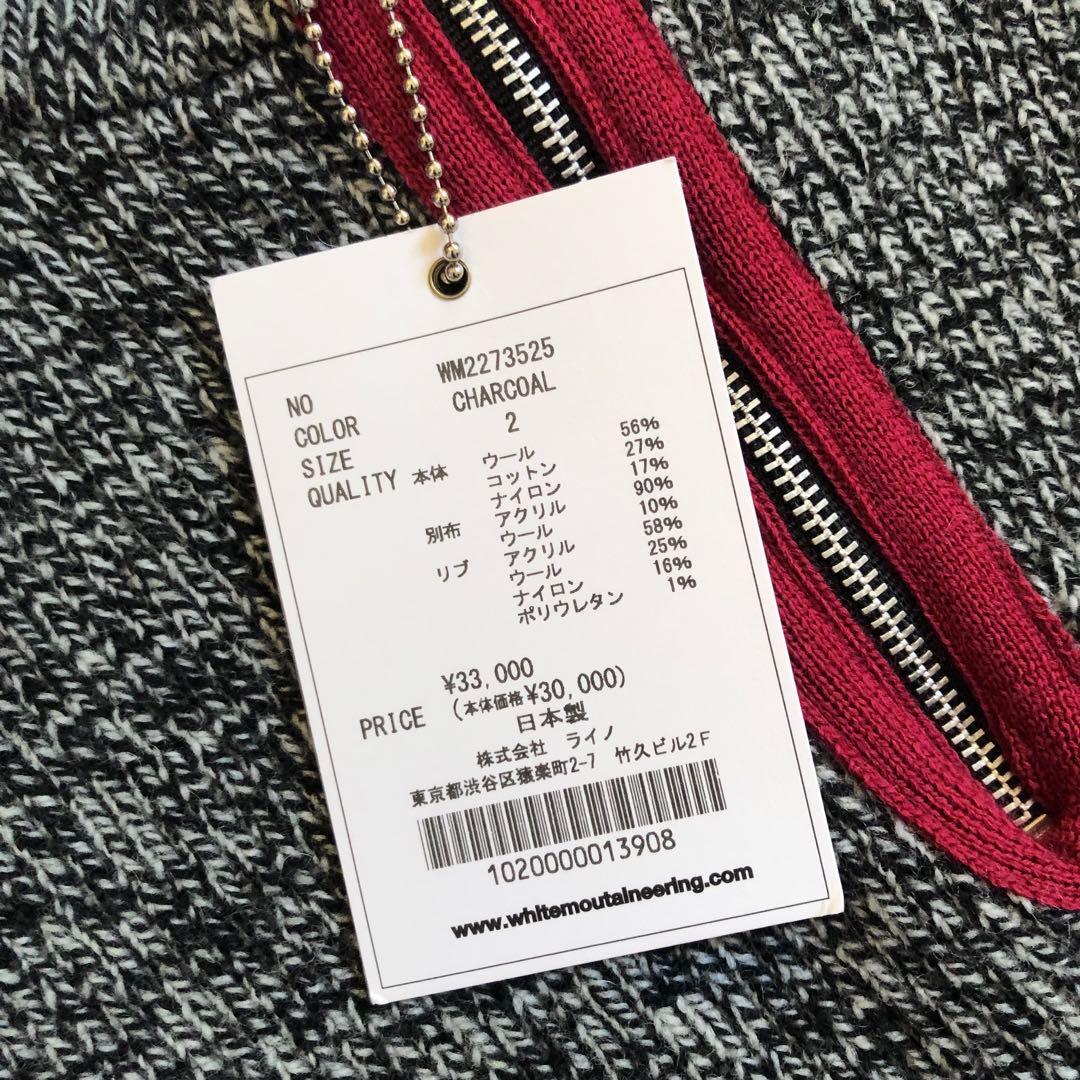 NO WM2273525
COLOR CHARCOAL
SIZE 2
QUALITY 本体 ウール 56%
コットン 27%
ナイロン 17%
別布 アクリル 90%
ウール 10%
リブ アクリル 58%
ウール 25%
ナイロン 16%
ポリウレタン 1%
¥33,000
PRICE (本体価格¥30,000)
日本製
株式会社 ライノ
東京都渋谷区猿楽町2-7 竹久ビル2F
1020000013908
www.whitemoutaineering.com